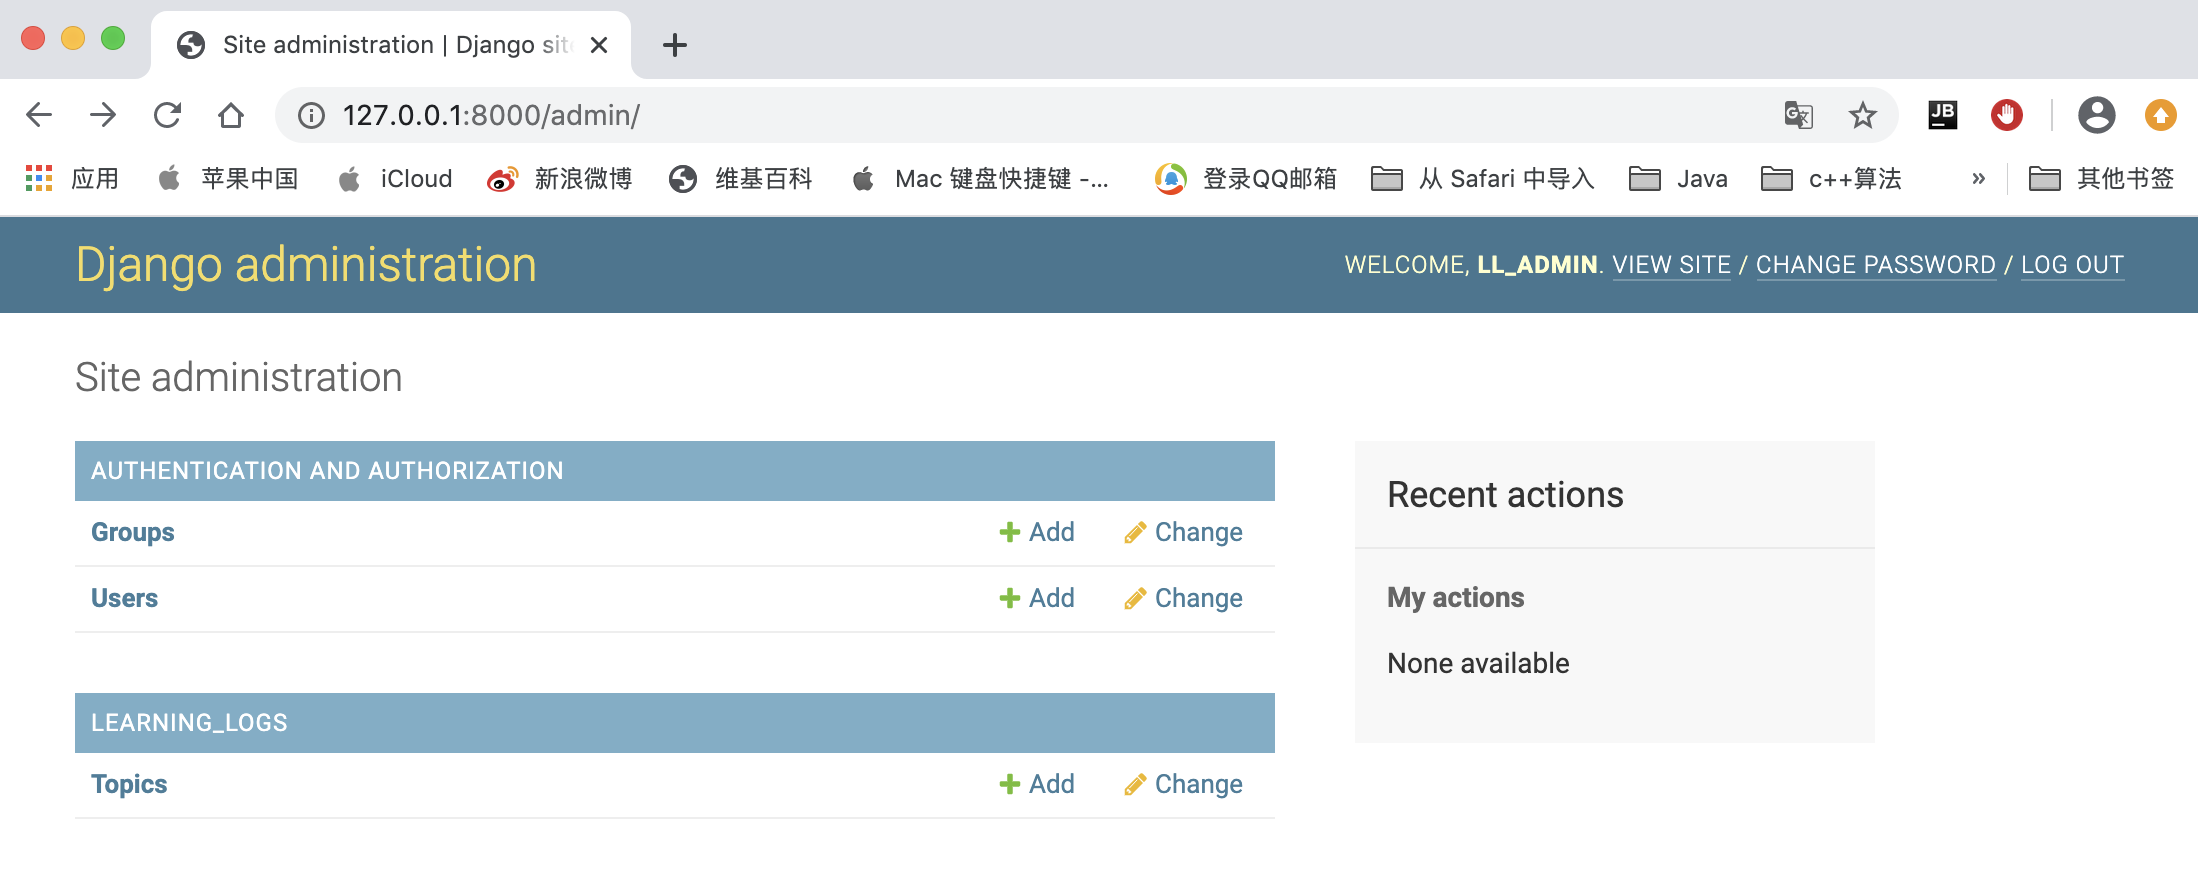 Site administration | Django site
127.0.0.1:8000/admin/
JB
应用 苹果中国 iCloud 新浪微博 维基百科 Mac 键盘快捷键 -... 登录QQ邮箱 从 Safari 中导入 Java c++算法 » 其他书签
Django administration
WELCOME, LL_ADMIN. VIEW SITE / CHANGE PASSWORD / LOG OUT
Site administration
AUTHENTICATION AND AUTHORIZATION
Groups Add Change
Users Add Change
LEARNING_LOGS
Topics Add Change
Recent actions
My actions
None available